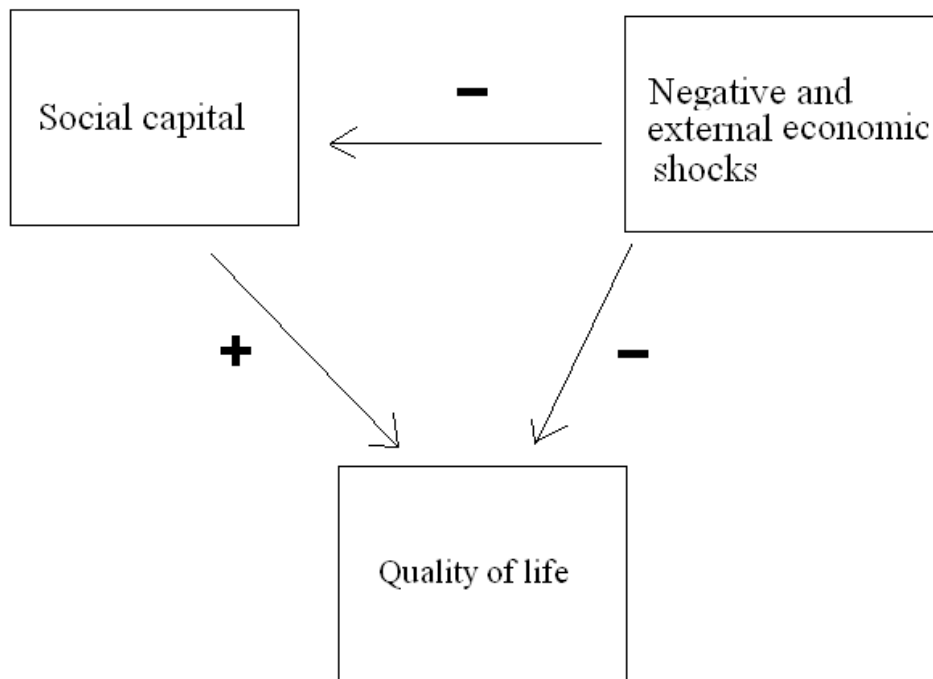 Social capital
−
Negative and
external economic
shocks
+
−
Quality of life